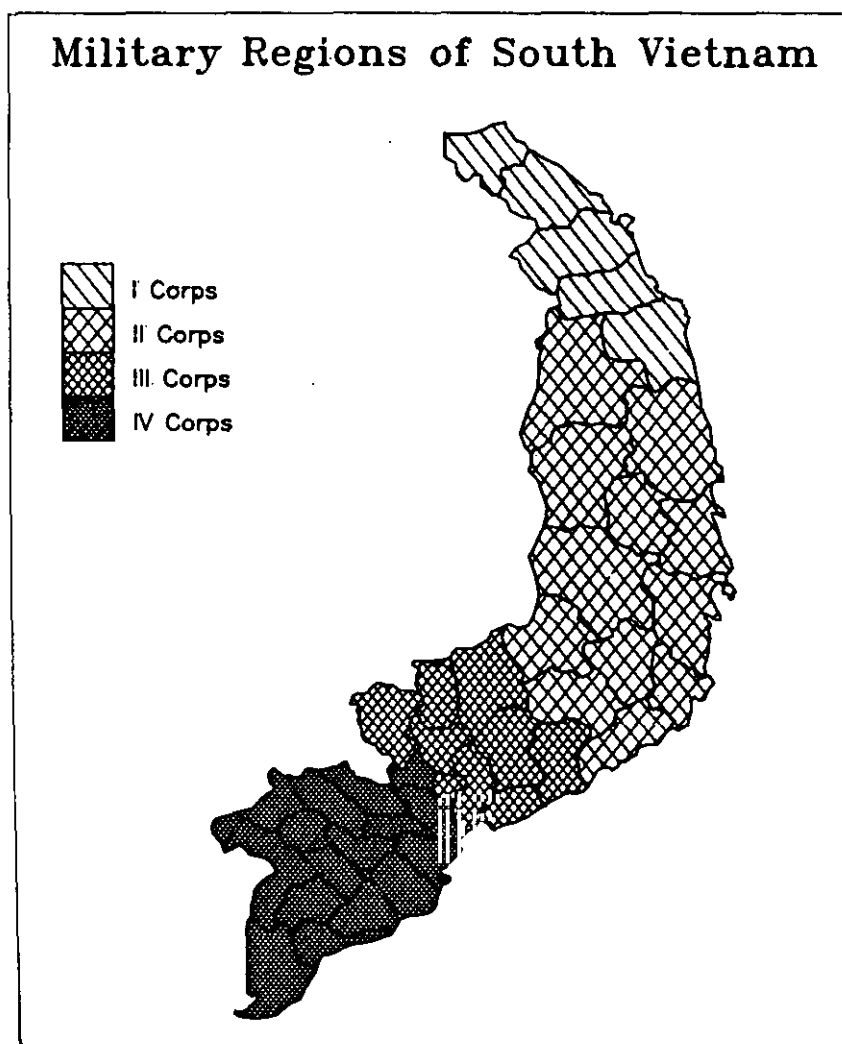 Military Regions of South Vietnam
I Corps
II Corps
III Corps
IV Corps